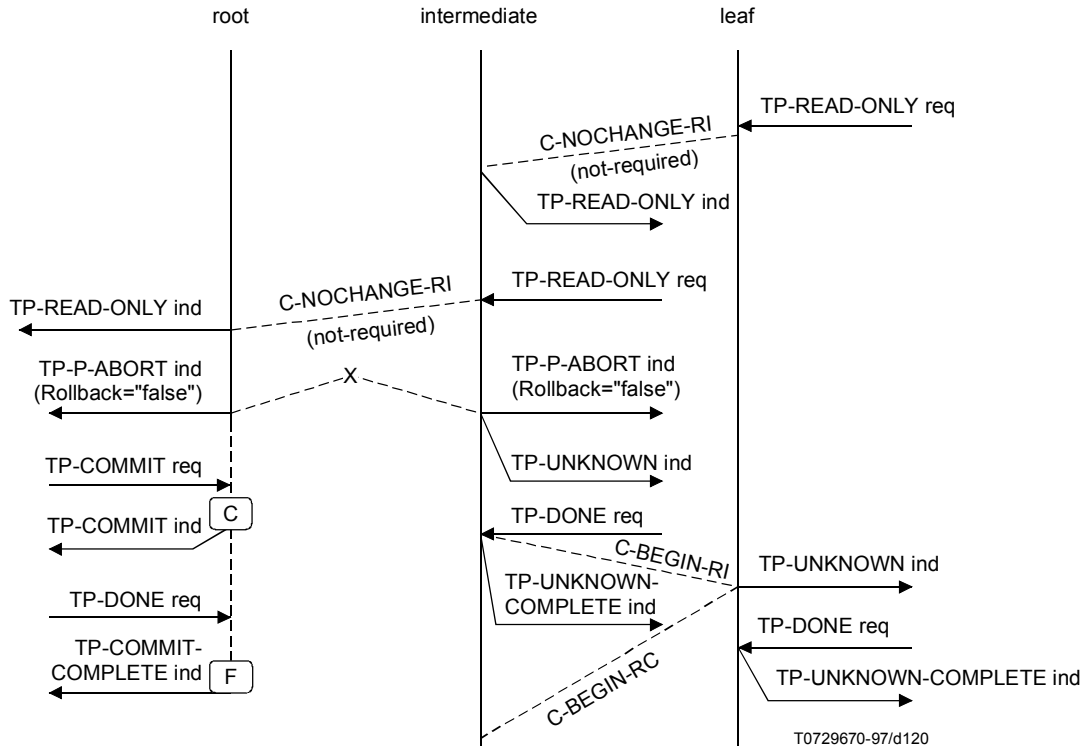 root
intermediate
leaf
TP-READ-ONLY req
C-NOCHANGE-RI
(not-required)
TP-READ-ONLY ind
TP-READ-ONLY req
C-NOCHANGE-RI
(not-required)
TP-READ-ONLY ind
TP-P-ABORT ind
(Rollback="false")
X
TP-P-ABORT ind
(Rollback="false")
TP-COMMIT req
TP-UNKNOWN ind
C
TP-COMMIT ind
TP-DONE req
C-BEGIN-RI
TP-UNKNOWN ind
TP-UNKNOWN-
COMPLETE ind
TP-DONE req
TP-DONE req
TP-COMMIT-
COMPLETE ind
F
C-BEGIN-RC
TP-UNKNOWN-COMPLETE ind
T0729670-97/d120